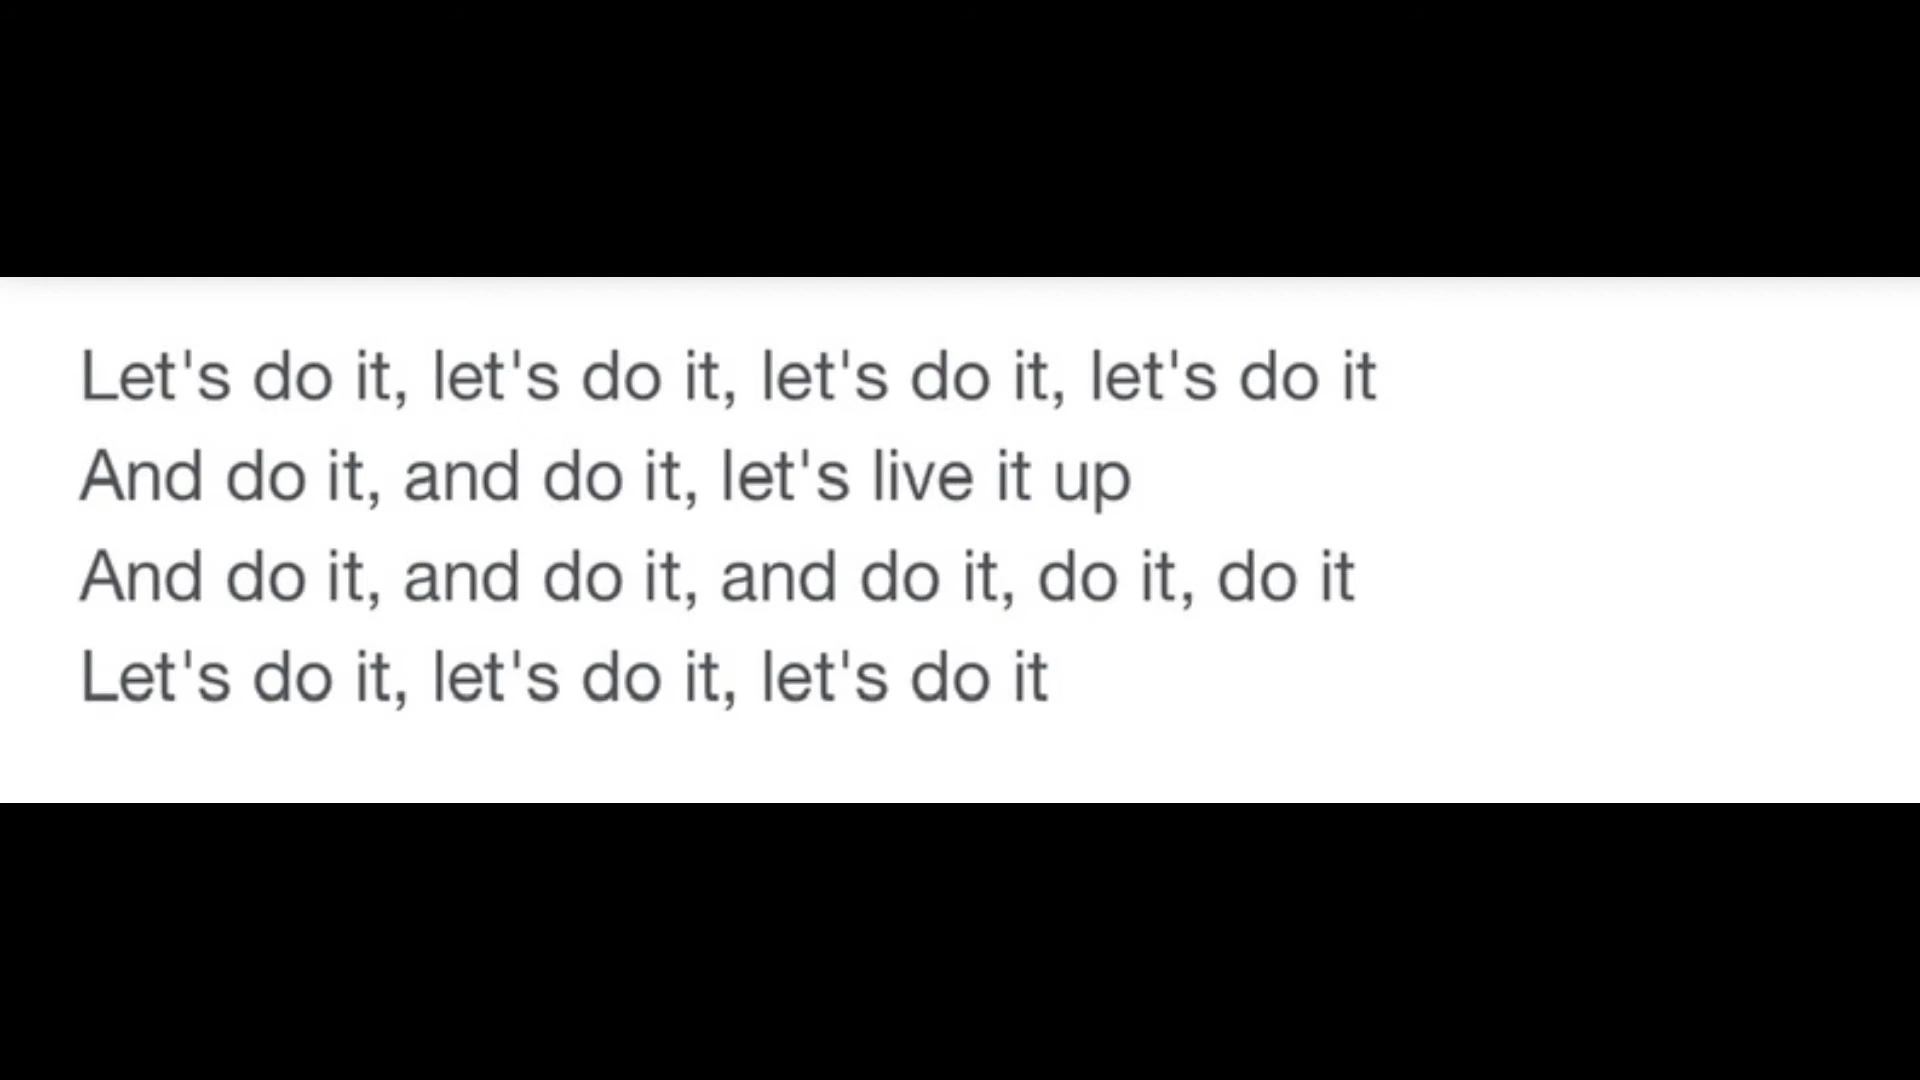 Let's do it, let's do it, let's do it, let's do it
And do it, and do it, let's live it up
And do it, and do it, and do it, do it, do it
Let's do it, let's do it, let's do it